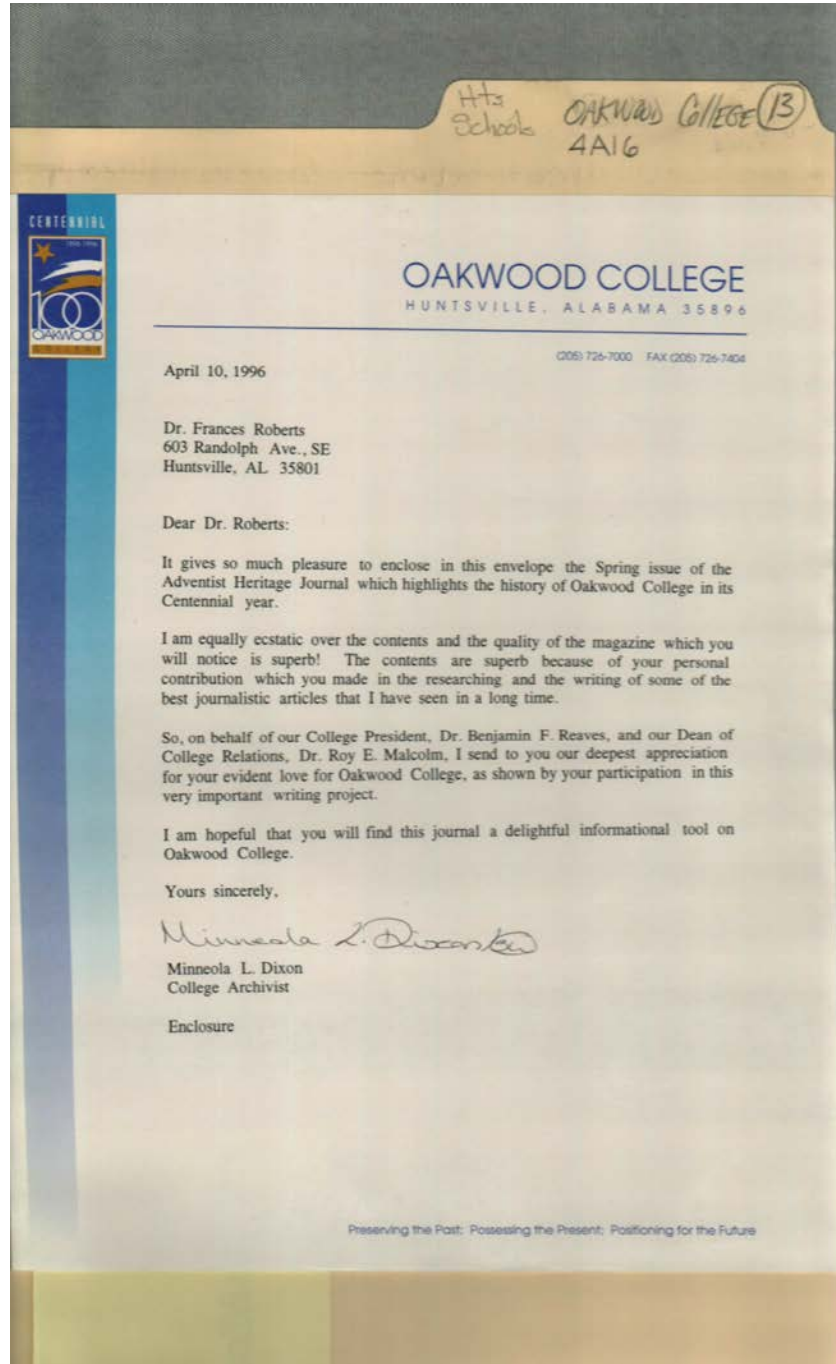 Hts
Schools
OAKWOOD COllEGE 13
4A16
CENTENNIAL
1896-1996
100
OAKWOOD
COLLEGE
OAKWOOD COLLEGE
HUNTSVILLE, ALABAMA 35896
(205) 726-7000 FAX (205) 726-7404
April 10, 1996
Dr. Frances Roberts
603 Randolph Ave., SE
Huntsville, AL 35801
Dear Dr. Roberts:
It gives so much pleasure to enclose in this envelope the Spring issue of the
Adventist Heritage Journal which highlights the history of Oakwood College in its
Centennial year.
I am equally ecstatic over the contents and the quality of the magazine which you
will notice is superb! The contents are superb because of your personal
contribution which you made in the researching and the writing of some of the
best journalistic articles that I have seen in a long time.
So, on behalf of our College President, Dr. Benjamin F. Reaves, and our Dean of
College Relations, Dr. Roy E. Malcolm, I send to you our deepest appreciation
for your evident love for Oakwood College, as shown by your participation in this
very important writing project.
I am hopeful that you will find this journal a delightful informational tool on
Oakwood College.
Yours sincerely,
Minneola L. Dixon
Minneola L. Dixon
College Archivist
Enclosure
Preserving the Past; Possessing the Present; Positioning for the Future